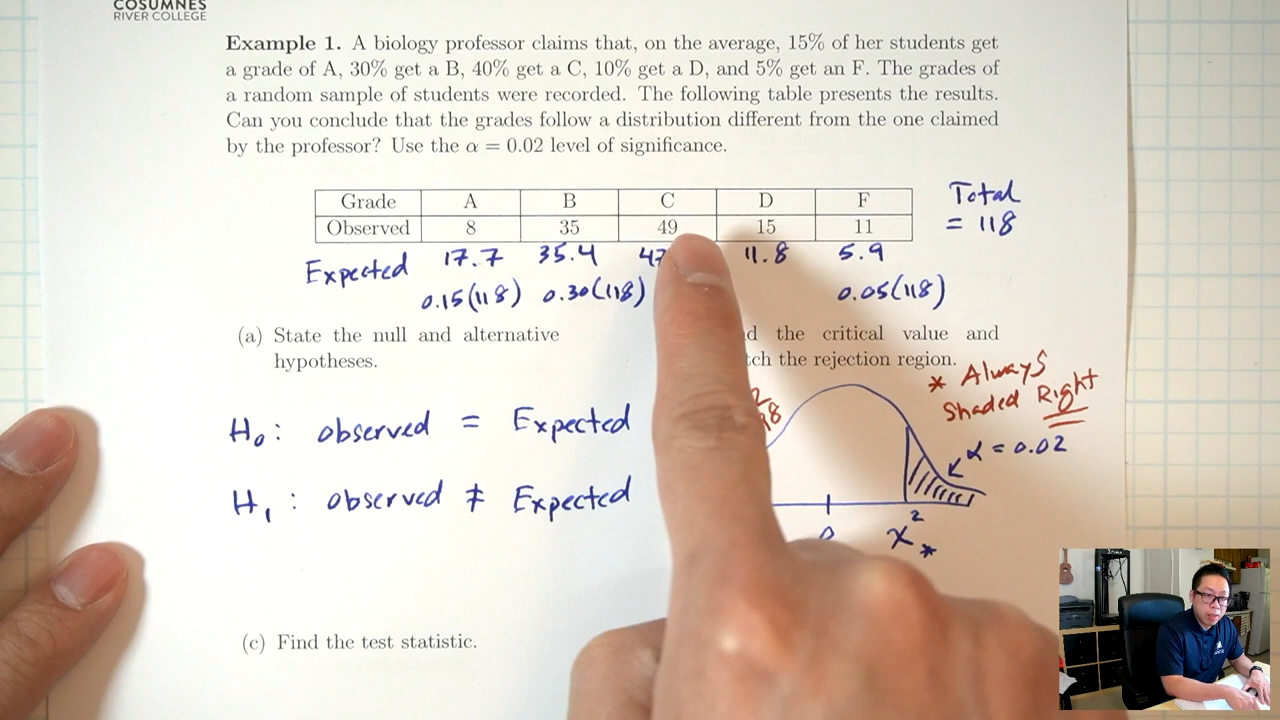 COSUMNES
RIVER COLLEGE
Example 1. A biology professor claims that, on the average, 15% of her students get
a grade of A, 30% get a B, 40% get a C, 10% get a D, and 5% get an F. The grades of
a random sample of students were recorded. The following table presents the results.
Can you conclude that the grades follow a distribution different from the one claimed
by the professor? Use the α = 0.02 level of significance.
Grade A B C D F
Observed 8 35 49 15 11
Total
= 118
Expected 17.7 35.4 47 11.8 5.9
0.15(118) 0.30(118) 0.05(118)
(a) State the null and alternative
hypotheses.
the critical value and
the rejection region.
* Always
Shaded Right
α = 0.02
H₀: observed = Expected
H₁: observed ≠ Expected
0
χ²*
(c) Find the test statistic.